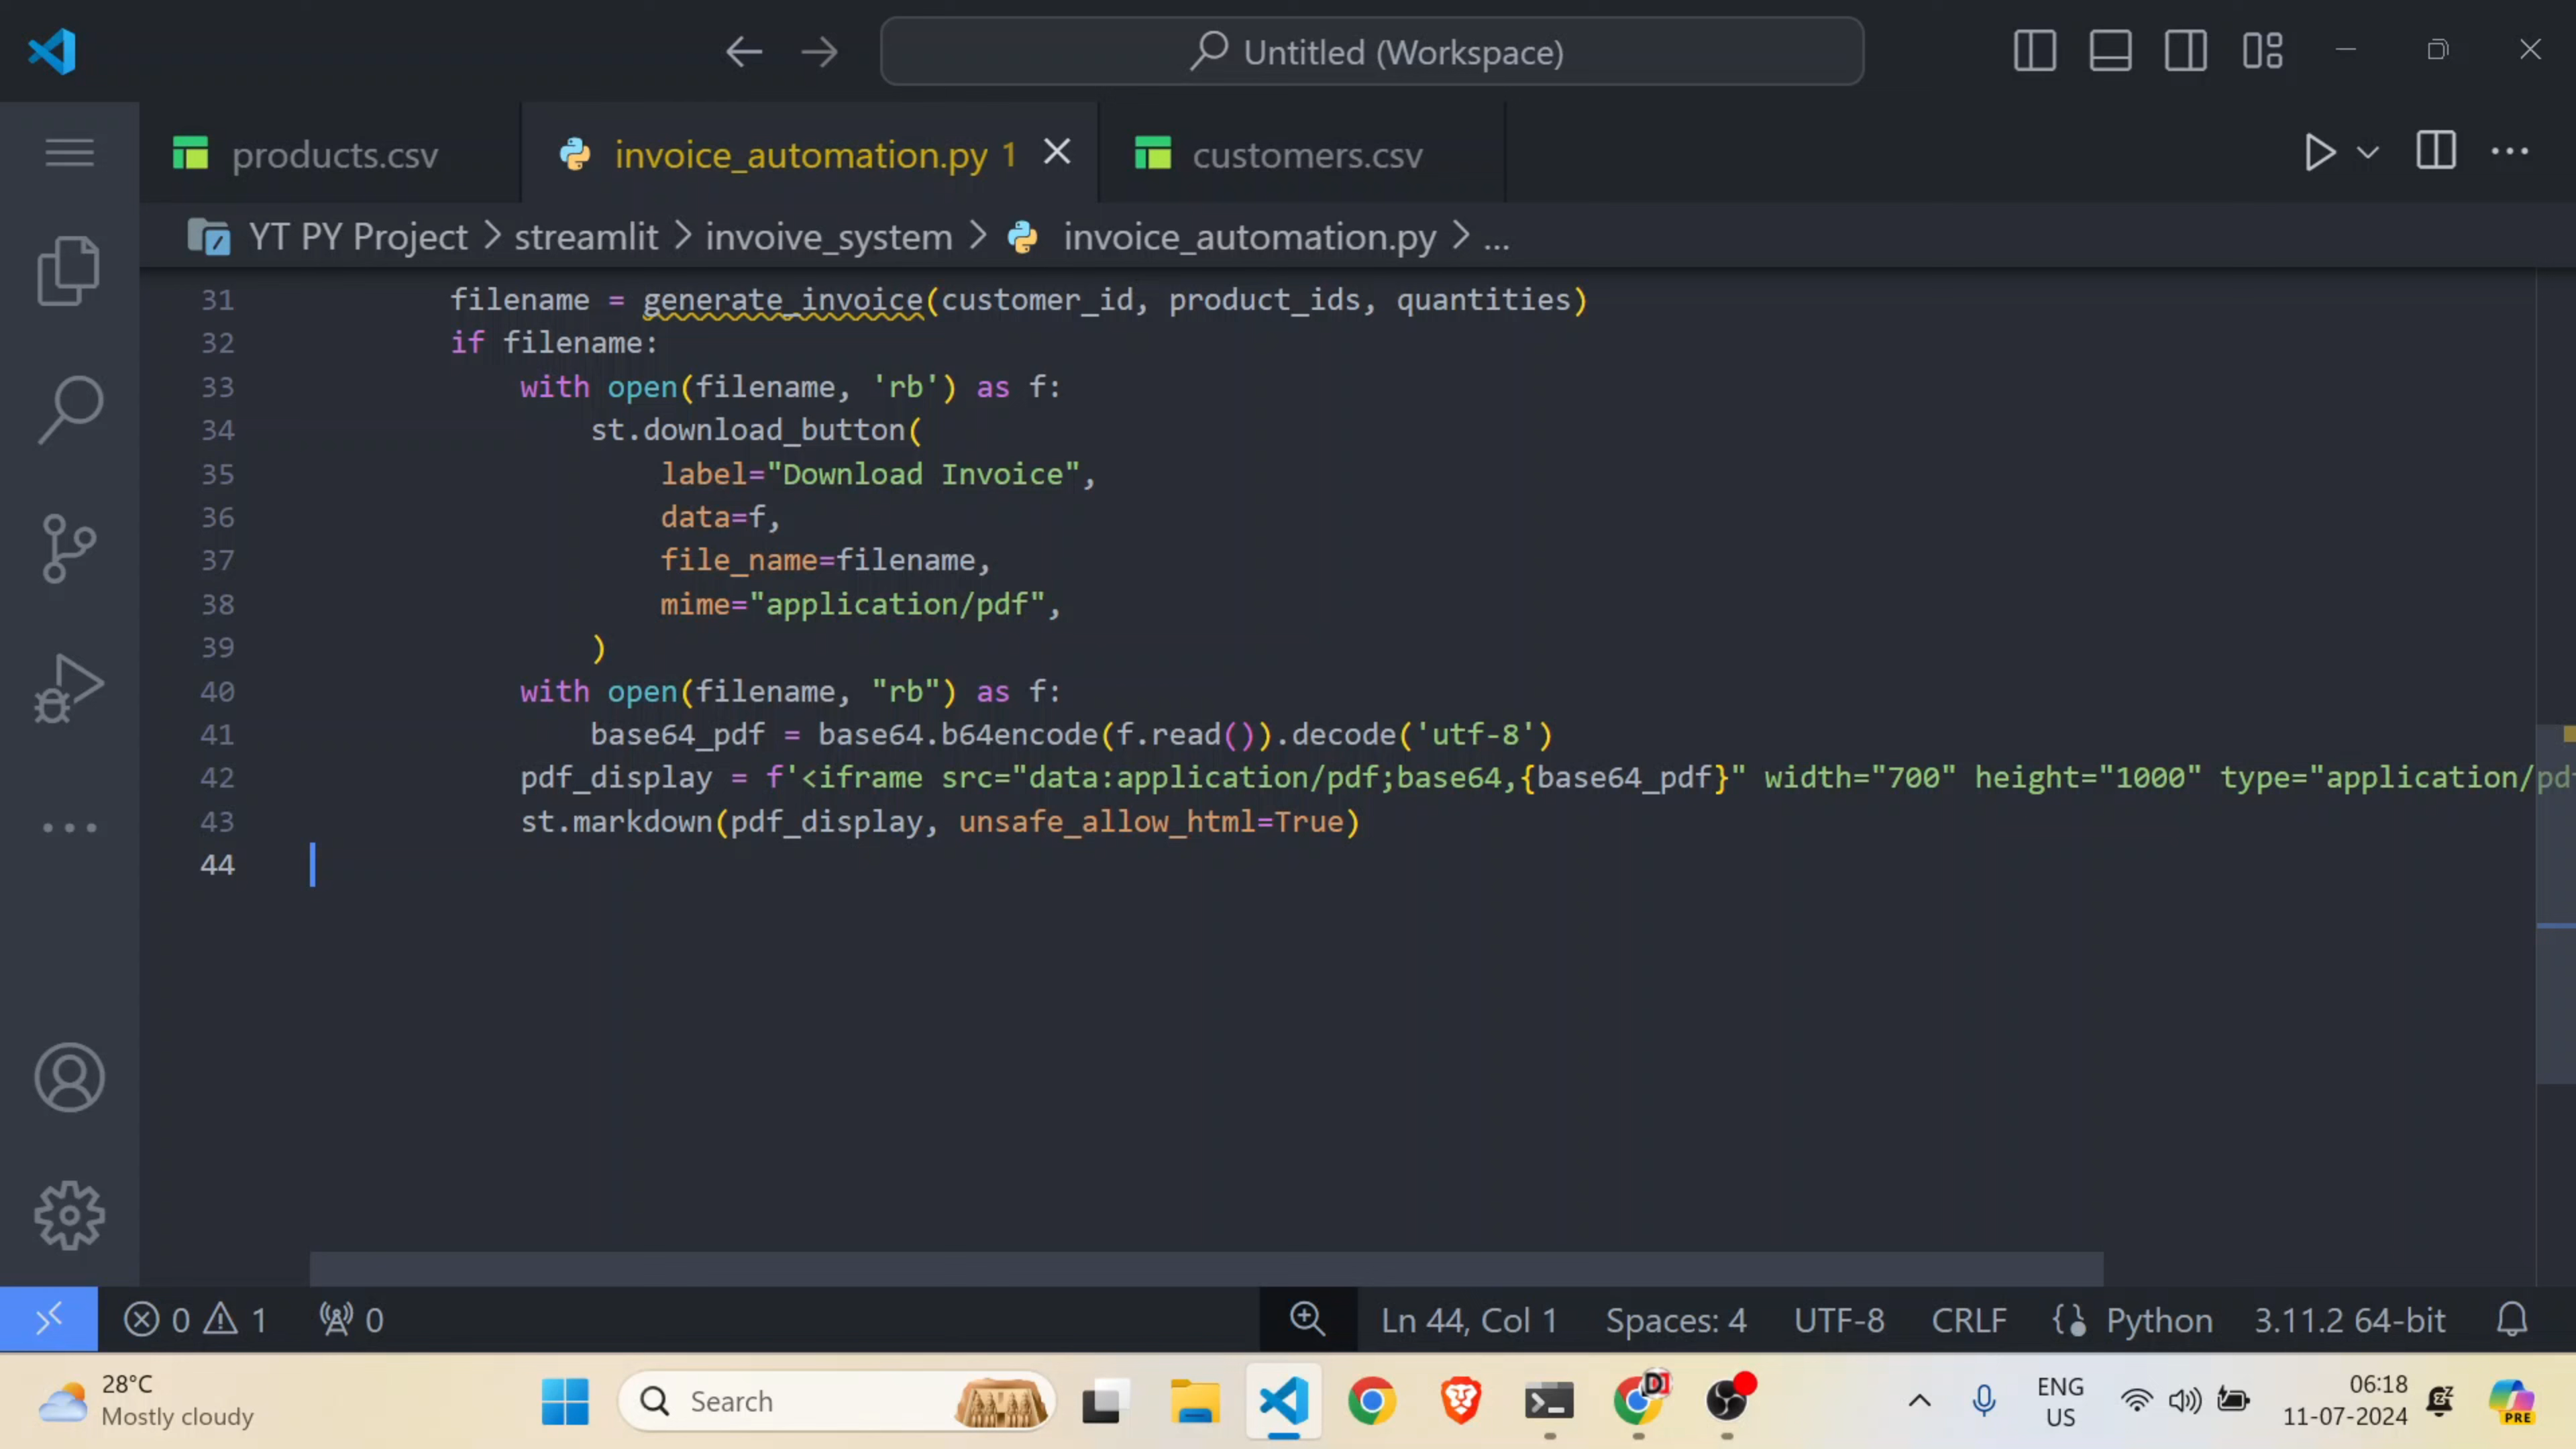 Untitled (Workspace)
products.csv
invoice_automation.py 1
customers.csv
YT PY Project > streamlit > invoive_system > invoice_automation.py > ...
31 filename = generate_invoice(customer_id, product_ids, quantities)
32 if filename:
33 with open(filename, 'rb') as f:
34 st.download_button(
35 label="Download Invoice",
36 data=f,
37 file_name=filename,
38 mime="application/pdf",
39 )
40 with open(filename, "rb") as f:
41 base64_pdf = base64.b64encode(f.read()).decode('utf-8')
42 pdf_display = f'<iframe src="data:application/pdf;base64,{base64_pdf}" width="700" height="1000" type="application/pd
43 st.markdown(pdf_display, unsafe_allow_html=True)
44
0 1 0 Ln 44, Col 1 Spaces: 4 UTF-8 CRLF {} Python 3.11.2 64-bit
28°C
Mostly cloudy
Search
ENG
US
06:18
11-07-2024
PRE